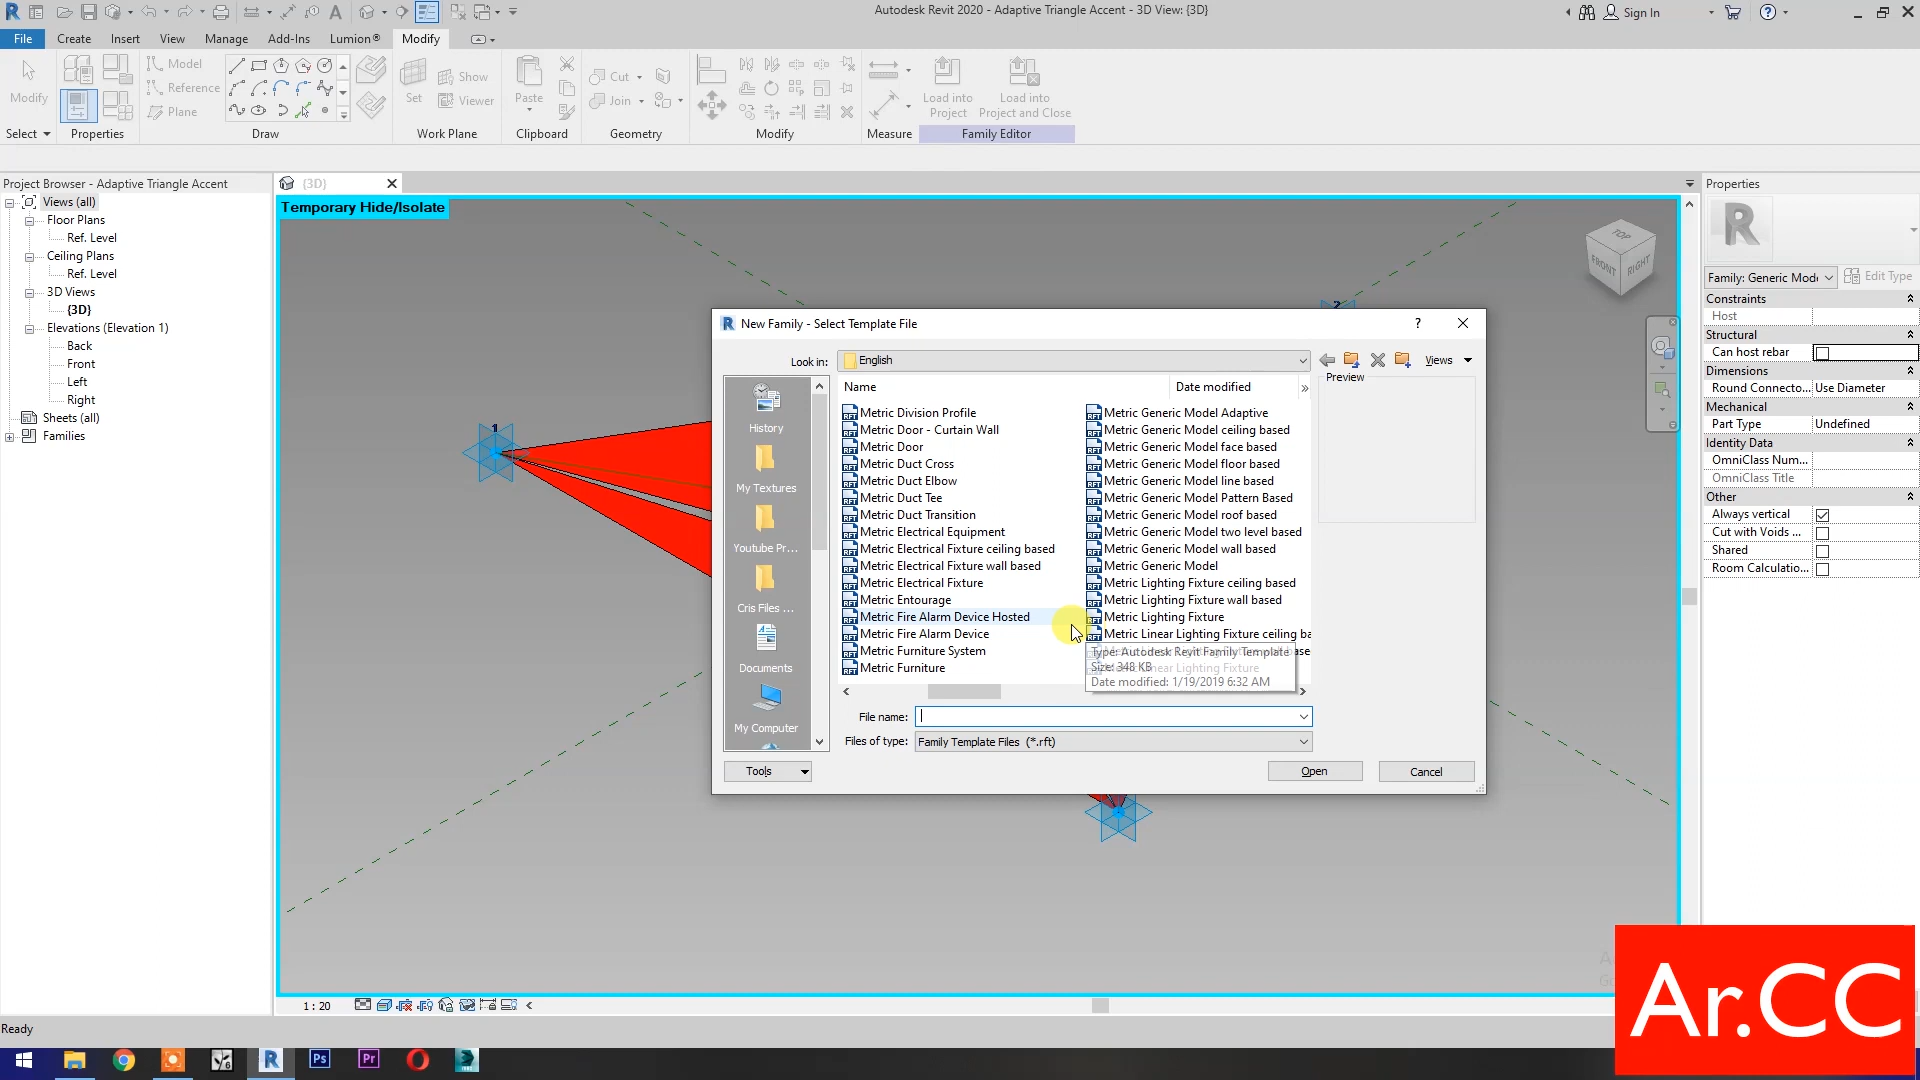 Autodesk Revit 2020 - Adaptive Triangle Accent - 3D View: {3D}
Sign In
File
Create
Insert
View
Manage
Add-Ins
Lumion®
Modify
Modify
Model
Reference
Plane
Set
Show
Viewer
Paste
Cut
Join
Load into
Project
Load into
Project and Close
Select
Properties
Draw
Work Plane
Clipboard
Geometry
Modify
Measure
Family Editor
Project Browser - Adaptive Triangle Accent
Views (all)
Floor Plans
Ref. Level
Ceiling Plans
Ref. Level
3D Views
{3D}
Elevations (Elevation 1)
Back
Front
Left
Right
Sheets (all)
Families
{3D}
Temporary Hide/Isolate
1
2
TOP
FRONT
RIGHT
New Family - Select Template File
?
Look in:
English
Views
Name
Date modified
Preview
History
My Textures
Youtube Pr...
Cris Files ...
Documents
My Computer
Metric Division Profile
Metric Door - Curtain Wall
Metric Door
Metric Duct Cross
Metric Duct Elbow
Metric Duct Tee
Metric Duct Transition
Metric Electrical Equipment
Metric Electrical Fixture ceiling based
Metric Electrical Fixture wall based
Metric Electrical Fixture
Metric Entourage
Metric Fire Alarm Device Hosted
Metric Fire Alarm Device
Metric Furniture System
Metric Furniture
Metric Generic Model Adaptive
Metric Generic Model ceiling based
Metric Generic Model face based
Metric Generic Model floor based
Metric Generic Model line based
Metric Generic Model Pattern Based
Metric Generic Model roof based
Metric Generic Model two level based
Metric Generic Model wall based
Metric Generic Model
Metric Lighting Fixture ceiling based
Metric Lighting Fixture wall based
Metric Lighting Fixture
Metric Linear Lighting Fixture ceiling ba
Type: Autodesk Revit Family Template
Size: 348 KB
Date modified: 1/19/2019 6:32 AM
File name:
Files of type:
Family Template Files (*.rft)
Tools
Open
Cancel
Properties
R
Family: Generic Mode
Edit Type
Constraints
Host
Structural
Can host rebar
Dimensions
Round Connecto...
Use Diameter
Mechanical
Part Type
Undefined
Identity Data
OmniClass Num...
OmniClass Title
Other
Always vertical
Cut with Voids ...
Shared
Room Calculatio...
1 : 20
Ready
Ar.CC
R
Ps
Pr